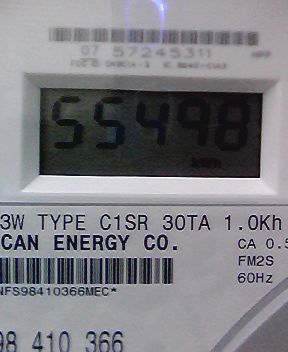 07 57245311
55498
kWh
3W TYPE C1SR 30TA 1.0Kh
CAN ENERGY CO.
CA 0.5
FM2S
60Hz
NFS98410366MEC*
98 410 366